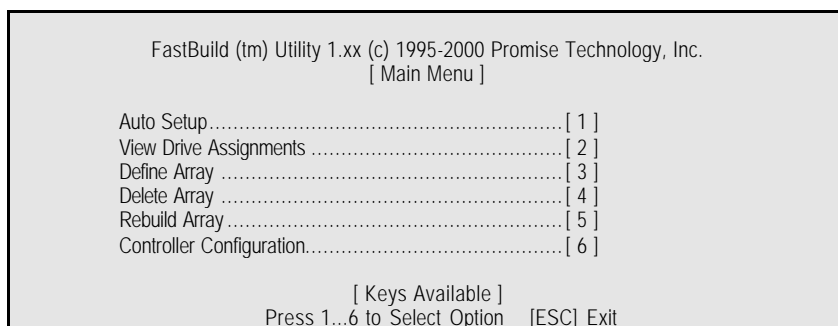 FastBuild (tm) Utility 1.xx (c) 1995-2000 Promise Technology, Inc.
[ Main Menu ]
Auto Setup...........................................................[ 1 ]
View Drive Assignments ..........................................[ 2 ]
Define Array .........................................................[ 3 ]
Delete Array .........................................................[ 4 ]
Rebuild Array........................................................[ 5 ]
Controller Configuration...........................................[ 6 ]
[ Keys Available ]
Press 1...6 to Select Option [ESC] Exit